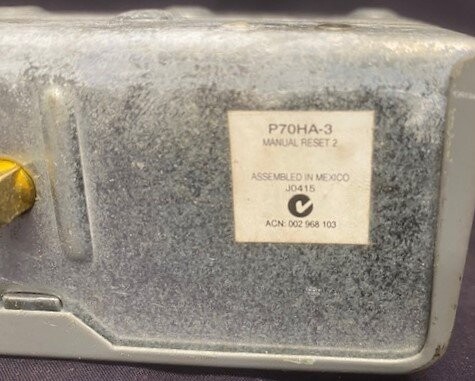 P70HA-3
MANUAL RESET 2
ASSEMBLED IN MEXICO
J0415
ACN: 002 968 103